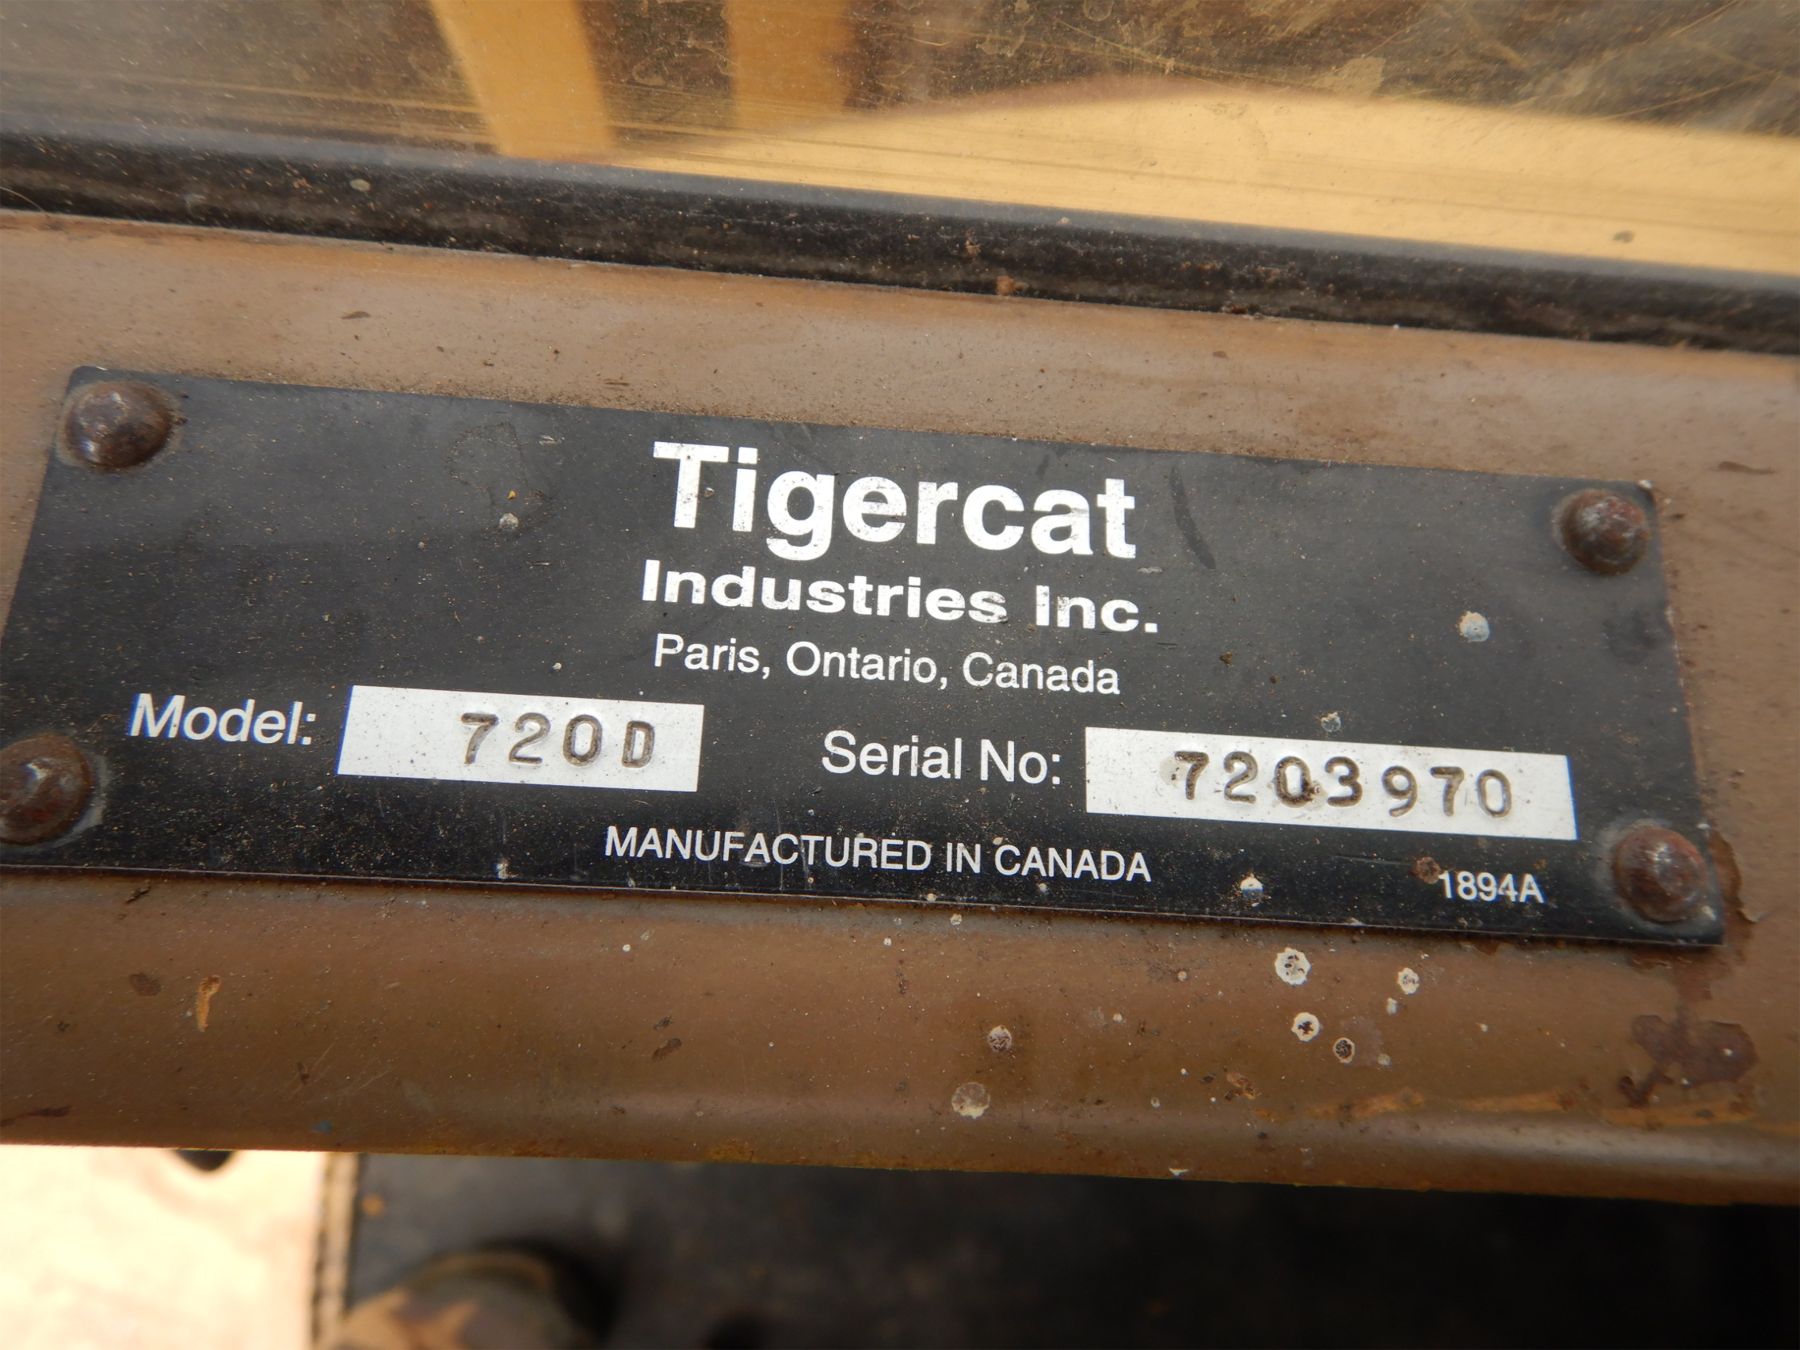 Tigercat
Industries Inc.
Paris, Ontario, Canada
Model: 720D Serial No: 7203970
MANUFACTURED IN CANADA
1894A